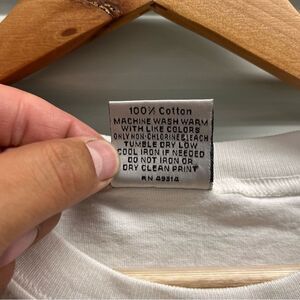 100% Cotton
MACHINE WASH WARM
WITH LIKE COLORS
ONLY NON-CHLORINE BLEACH
TUMBLE DRY LOW
COOL IRON IF NEEDED
DO NOT IRON OR
DRY CLEAN PRINT
RN 49314